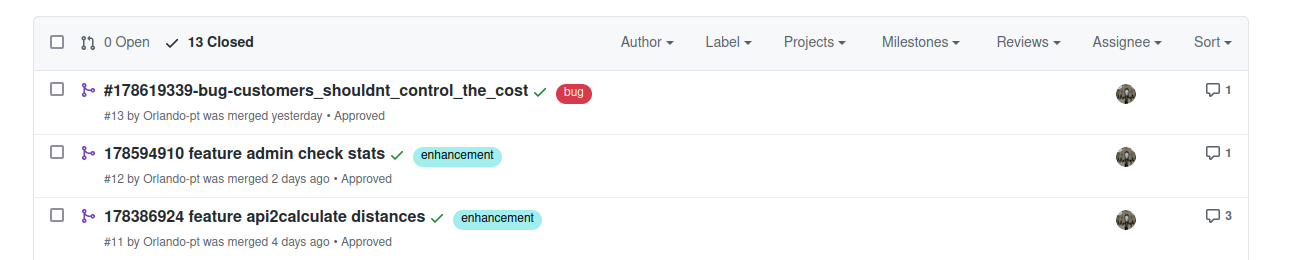 0 Open 13 Closed Author Label Projects Milestones Reviews Assignee Sort
#178619339-bug-customers_shouldnt_control_the_cost bug 1
#13 by Orlando-pt was merged yesterday • Approved
178594910 feature admin check stats enhancement 1
#12 by Orlando-pt was merged 2 days ago • Approved
178386924 feature api2calculate distances enhancement 3
#11 by Orlando-pt was merged 4 days ago • Approved